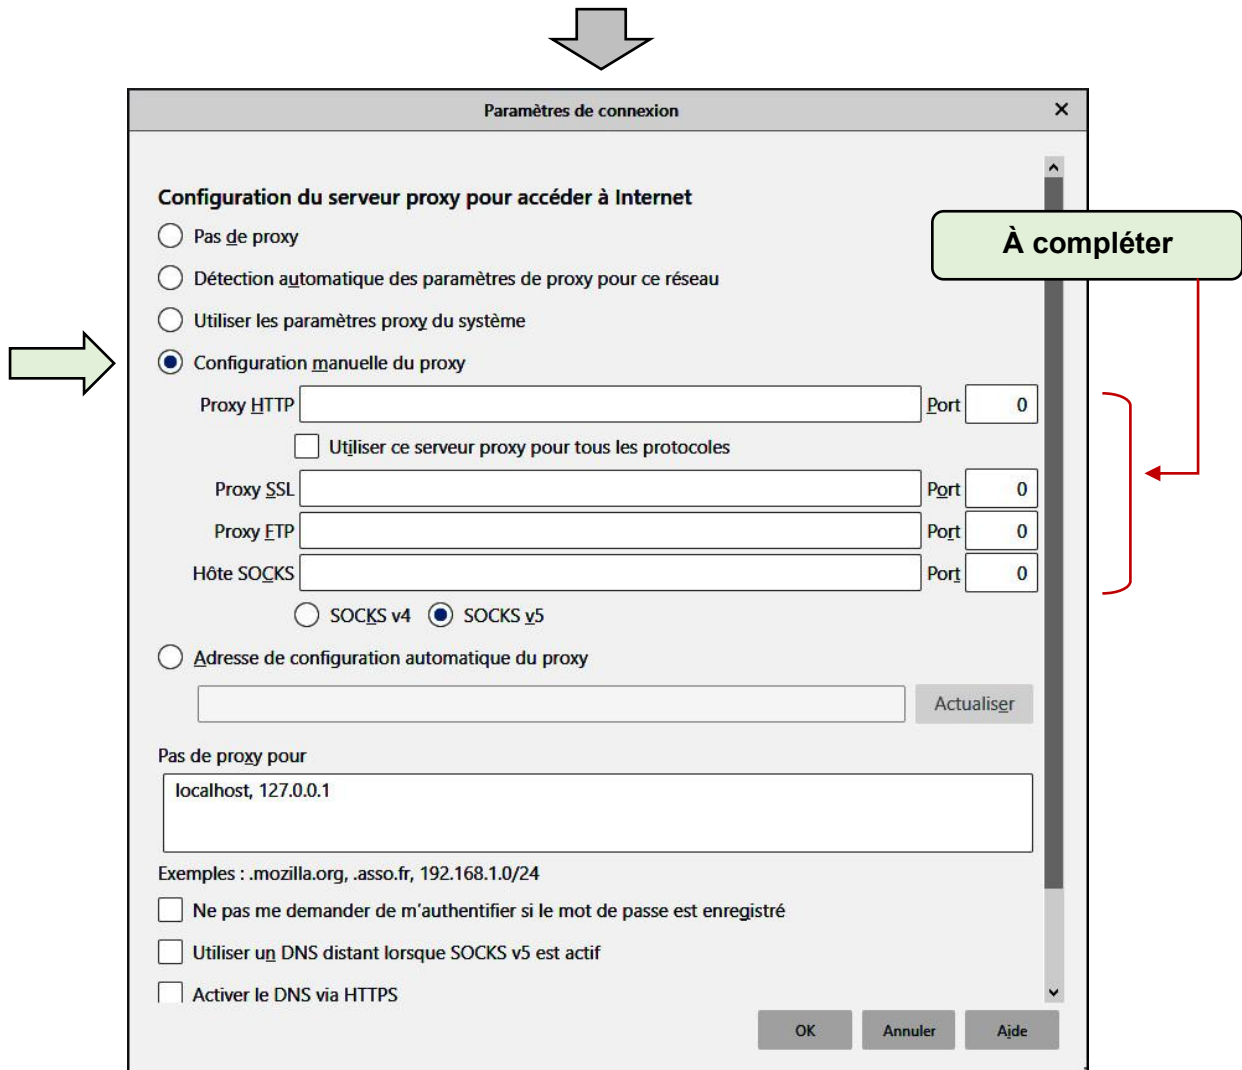 Paramètres de connexion
Configuration du serveur proxy pour accéder à Internet
Pas de proxy
À compléter
Détection automatique des paramètres de proxy pour ce réseau
Utiliser les paramètres proxy du système
Configuration manuelle du proxy
Proxy HTTP Port 0
Utiliser ce serveur proxy pour tous les protocoles
Proxy SSL Port 0
Proxy FTP Port 0
Hôte SOCKS Port 0
SOCKS v4 SOCKS v5
Adresse de configuration automatique du proxy
Actualiser
Pas de proxy pour
localhost, 127.0.0.1
Exemples : .mozilla.org, .asso.fr, 192.168.1.0/24
Ne pas me demander de m'authentifier si le mot de passe est enregistré
Utiliser un DNS distant lorsque SOCKS v5 est actif
Activer le DNS via HTTPS
OK Annuler Aide